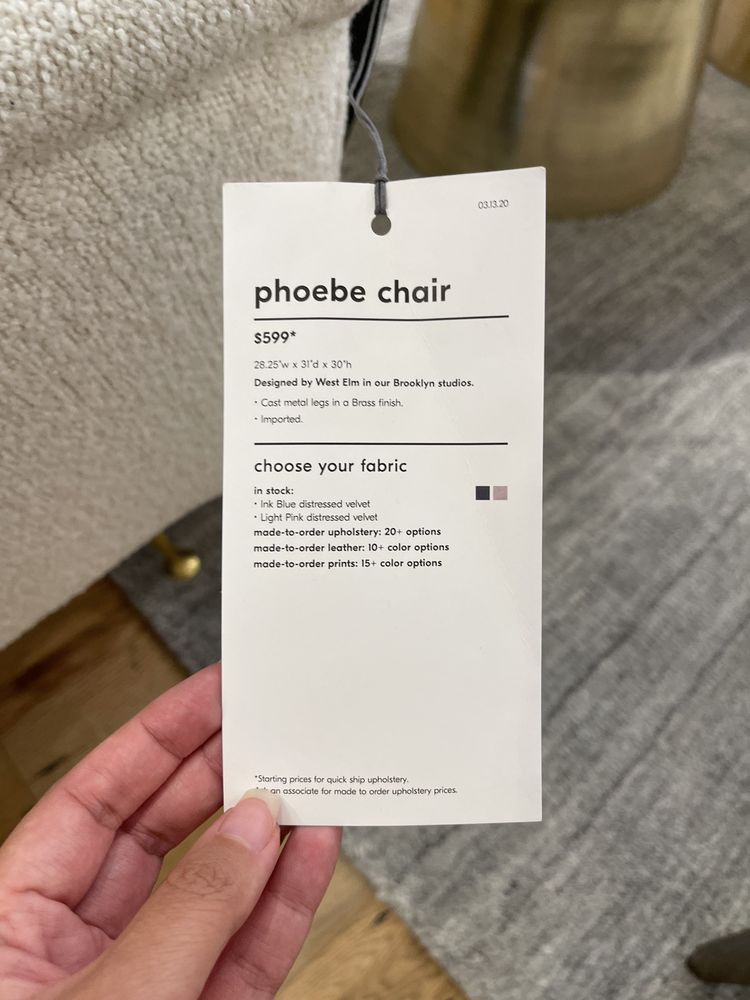 03.13.20
phoebe chair
$599*
28.25"w x 31"d x 30"h
Designed by West Elm in our Brooklyn studios.
• Cast metal legs in a Brass finish.
• Imported.
choose your fabric
in stock:
• Ink Blue distressed velvet
• Light Pink distressed velvet
made-to-order upholstery: 20+ options
made-to-order leather: 10+ color options
made-to-order prints: 15+ color options
*Starting prices for quick ship upholstery.
an associate for made to order upholstery prices.